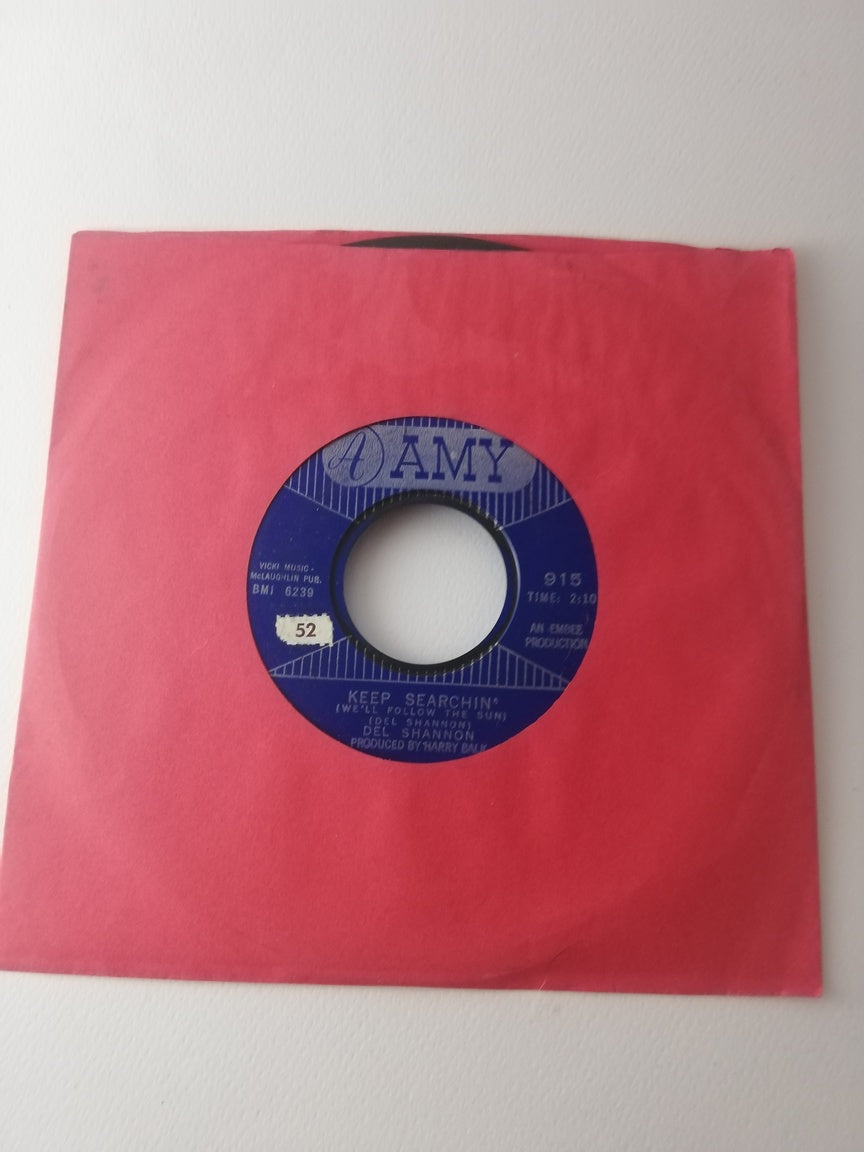 A AMY
VICKI MUSIC -
McLAUGHLIN PUB.
BMI 6239
52
915
TIME: 2:10
AN EMBEE
PRODUCTION
KEEP SEARCHIN'
(WE'LL FOLLOW THE SUN)
(DEL SHANNON)
DEL SHANNON
PRODUCED BY HARRY BALK